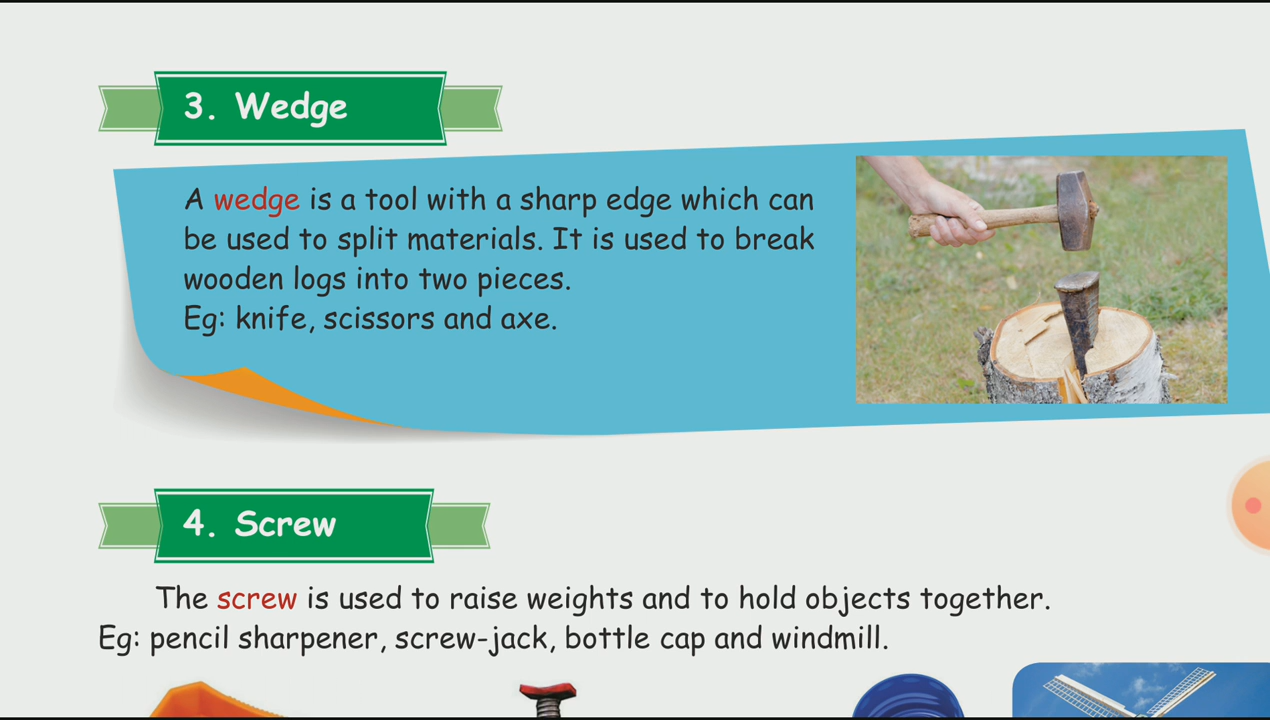 3. Wedge
A wedge is a tool with a sharp edge which can
be used to split materials. It is used to break
wooden logs into two pieces.
Eg: knife, scissors and axe.
4. Screw
The screw is used to raise weights and to hold objects together.
Eg: pencil sharpener, screw-jack, bottle cap and windmill.